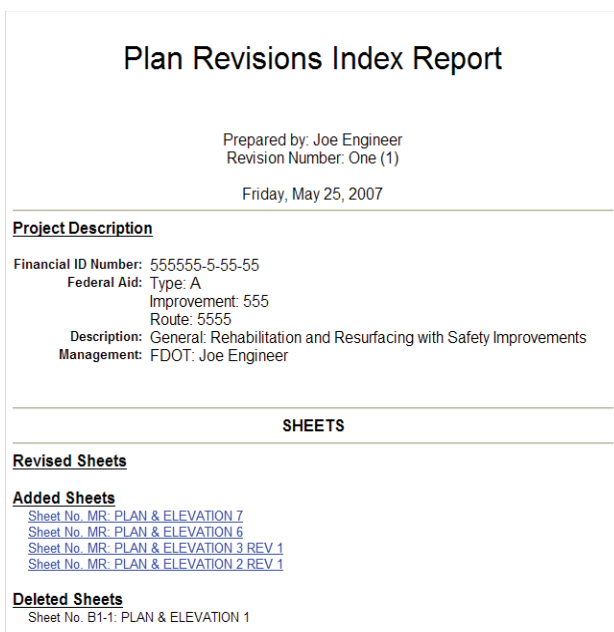 Plan Revisions Index Report
Prepared by: Joe Engineer
Revision Number: One (1)
Friday, May 25, 2007
Project Description
Financial ID Number: 555555-5-55-55
Federal Aid: Type: A
Improvement: 555
Route: 5555
Description: General: Rehabilitation and Resurfacing with Safety Improvements
Management: FDOT: Joe Engineer
SHEETS
Revised Sheets
Added Sheets
Sheet No. MR: PLAN & ELEVATION 7
Sheet No. MR: PLAN & ELEVATION 6
Sheet No. MR: PLAN & ELEVATION 3 REV 1
Sheet No. MR: PLAN & ELEVATION 2 REV 1
Deleted Sheets
Sheet No. B1-1: PLAN & ELEVATION 1